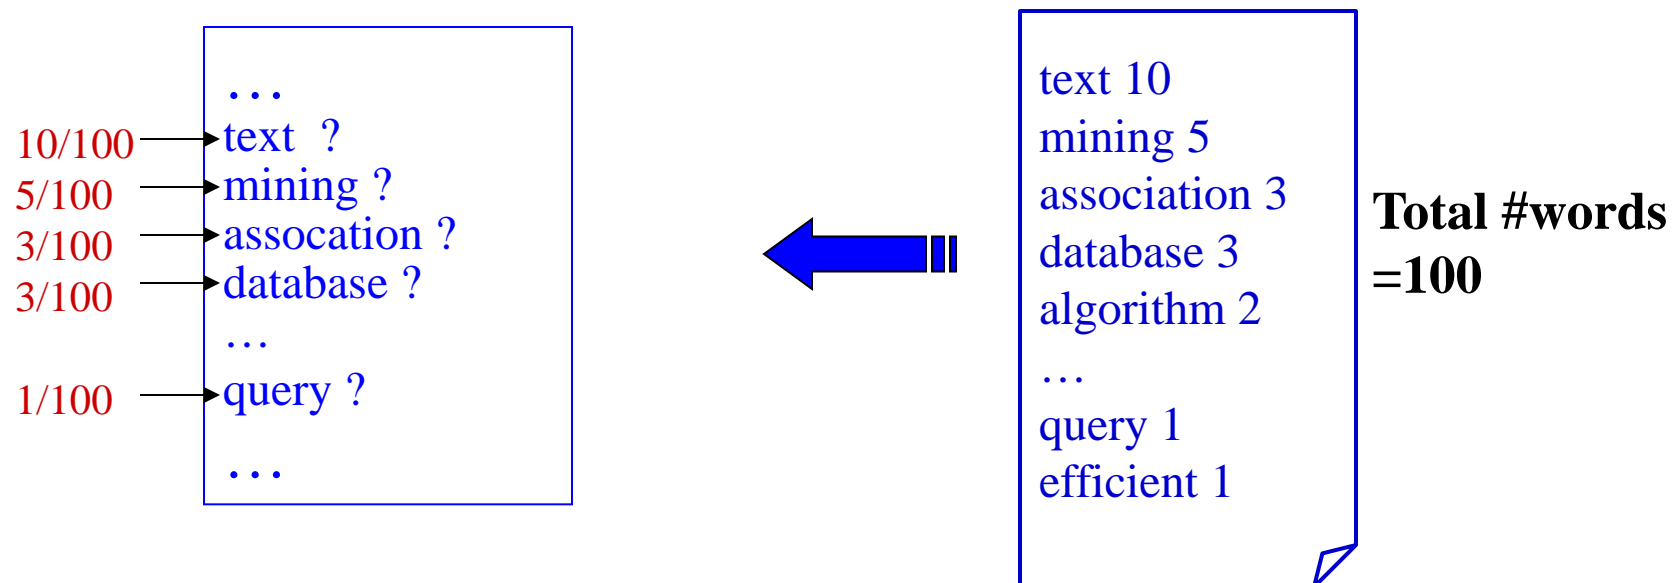 …
10/100
text ?
5/100
mining ?
3/100
assocation ?
3/100
database ?
…
1/100
query ?
…
text 10
mining 5
association 3
database 3
algorithm 2
…
query 1
efficient 1
Total #words
=100